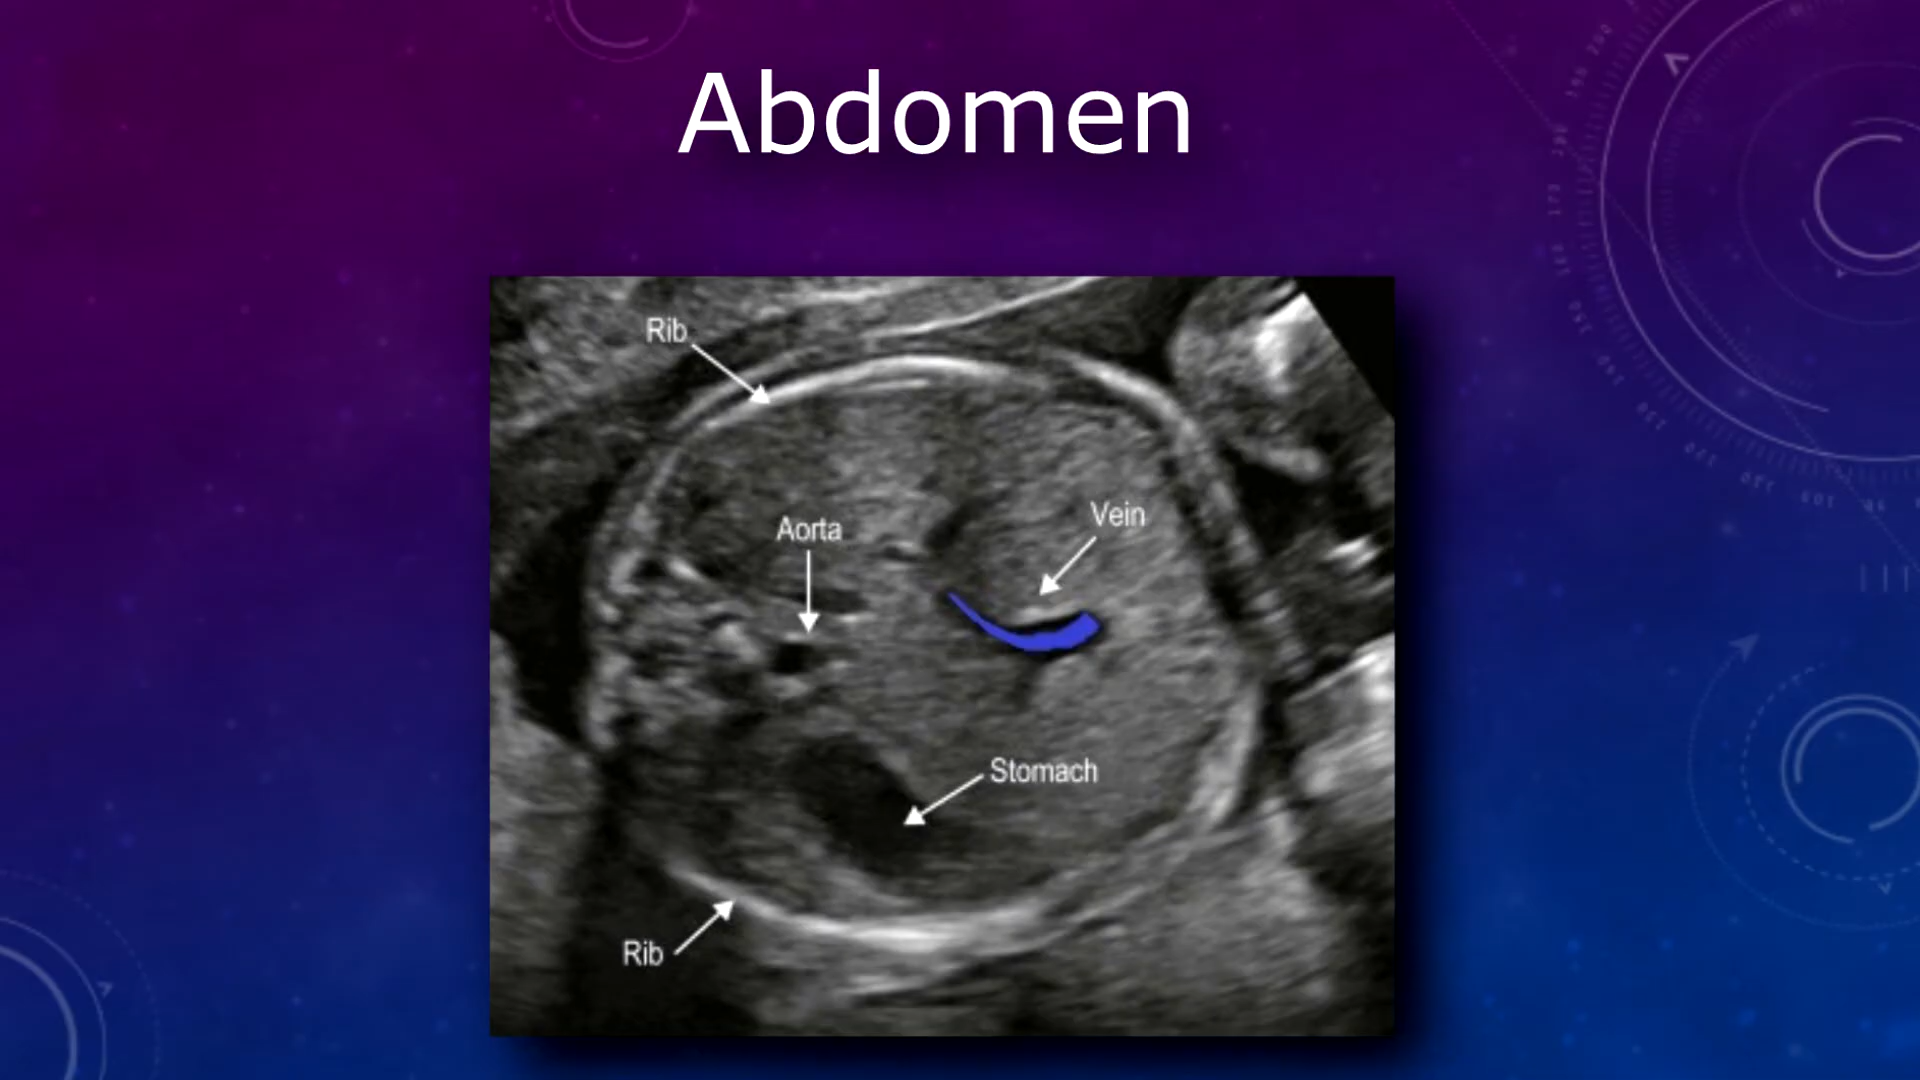 Abdomen
Rib
Vein
Aorta
Stomach
Rib